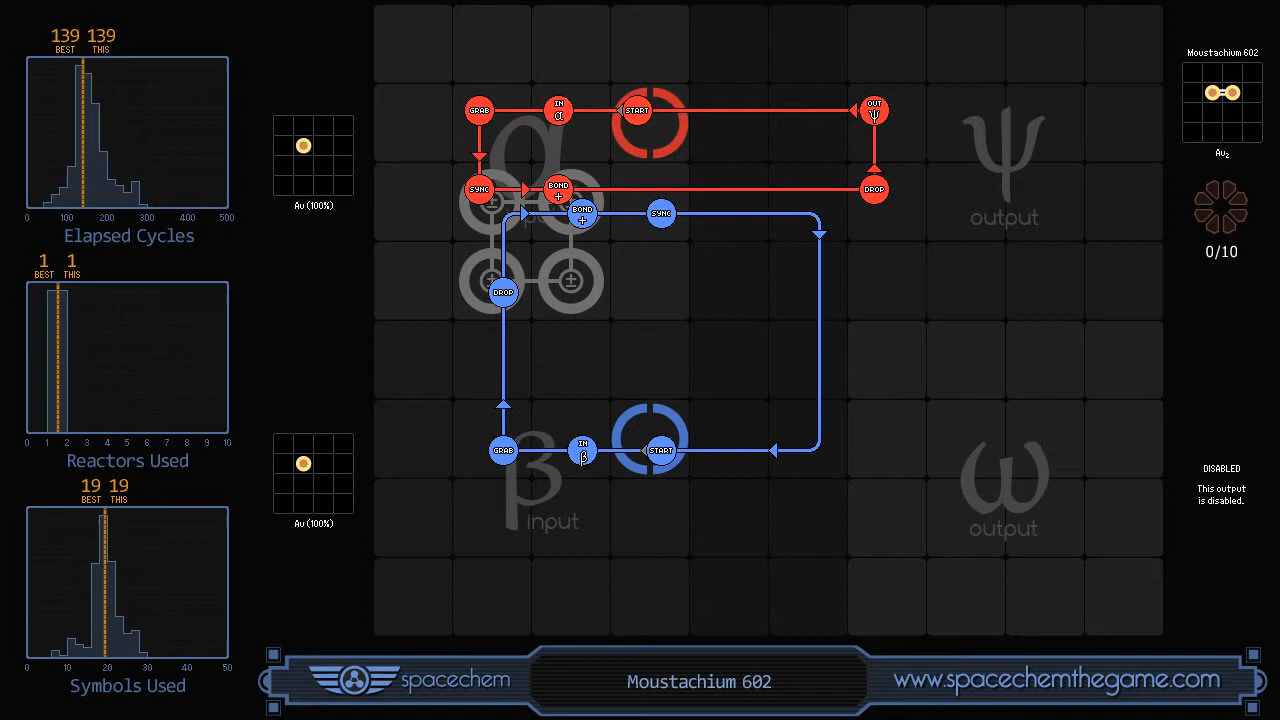 139 139
BEST THIS
0 100 200 300 400 500
Elapsed Cycles
1 1
BEST THIS
0 1 2 3 4 5 6 7 8 9 10
Reactors Used
19 19
BEST THIS
0 10 20 30 40 50
Symbols Used
Au (100%)
Au (100%)
GRAB
IN
α
START
OUT
Ψ
SYNC
BOND
+
DROP
BOND
+
SYNC
DROP
GRAB
IN
β
START
α
β
input
ψ
output
ω
output
Moustachium 602
Au₂
0/10
DISABLED
This output
is disabled.
spacechem
Moustachium 602
www.spacechemthegame.com